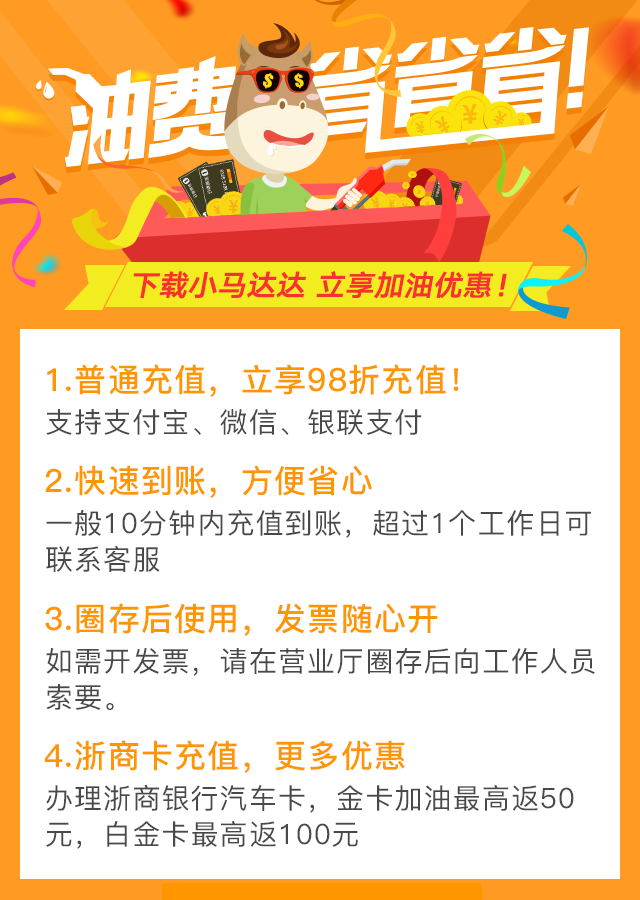 油费省省省!
下载小马达达 立享加油优惠!
1.普通充值，立享98折充值！
支持支付宝、微信、银联支付
2.快速到账，方便省心
一般10分钟内充值到账，超过1个工作日可
联系客服
3.圈存后使用，发票随心开
如需开发票，请在营业厅圈存后向工作人员
索要。
4.浙商卡充值，更多优惠
办理浙商银行汽车卡，金卡加油最高返50
元，白金卡最高返100元